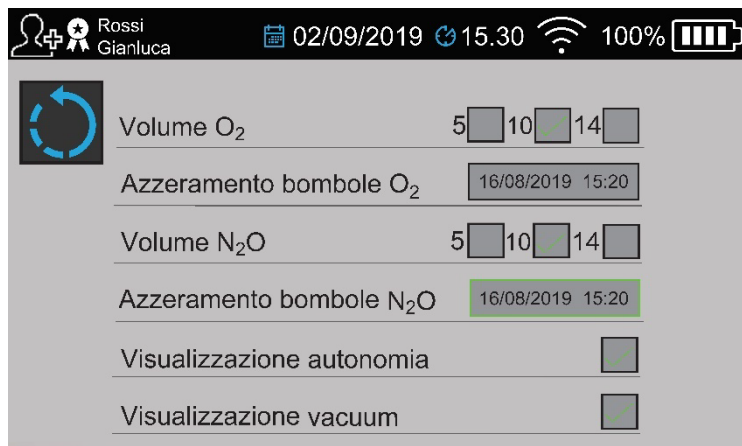 Rossi
Gianluca
02/09/2019 15.30 100%
Volume O₂ 5 10 14
Azzeramento bombole O₂ 16/08/2019 15:20
Volume N₂O 5 10 14
Azzeramento bombole N₂O 16/08/2019 15:20
Visualizzazione autonomia
Visualizzazione vacuum